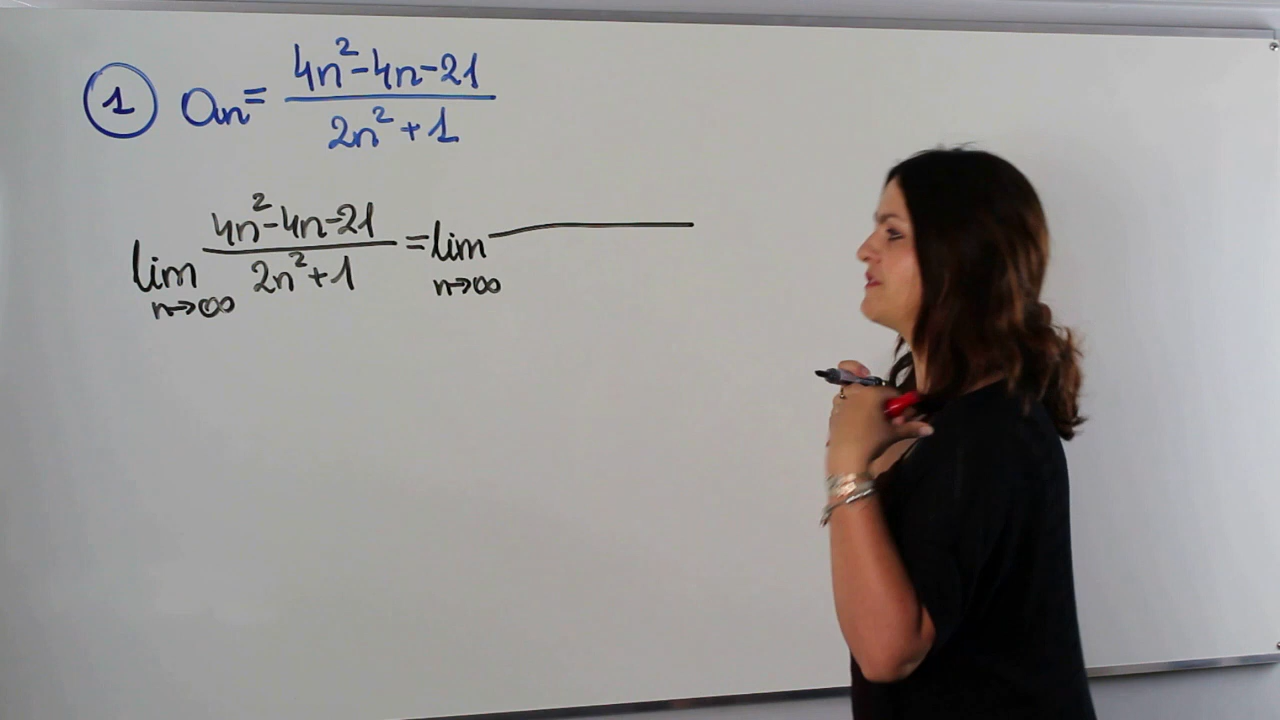 ① an = (4n²-4n-21)/(2n²+1)
lim n→∞ (4n²-4n-21)/(2n²+1) = lim n→∞